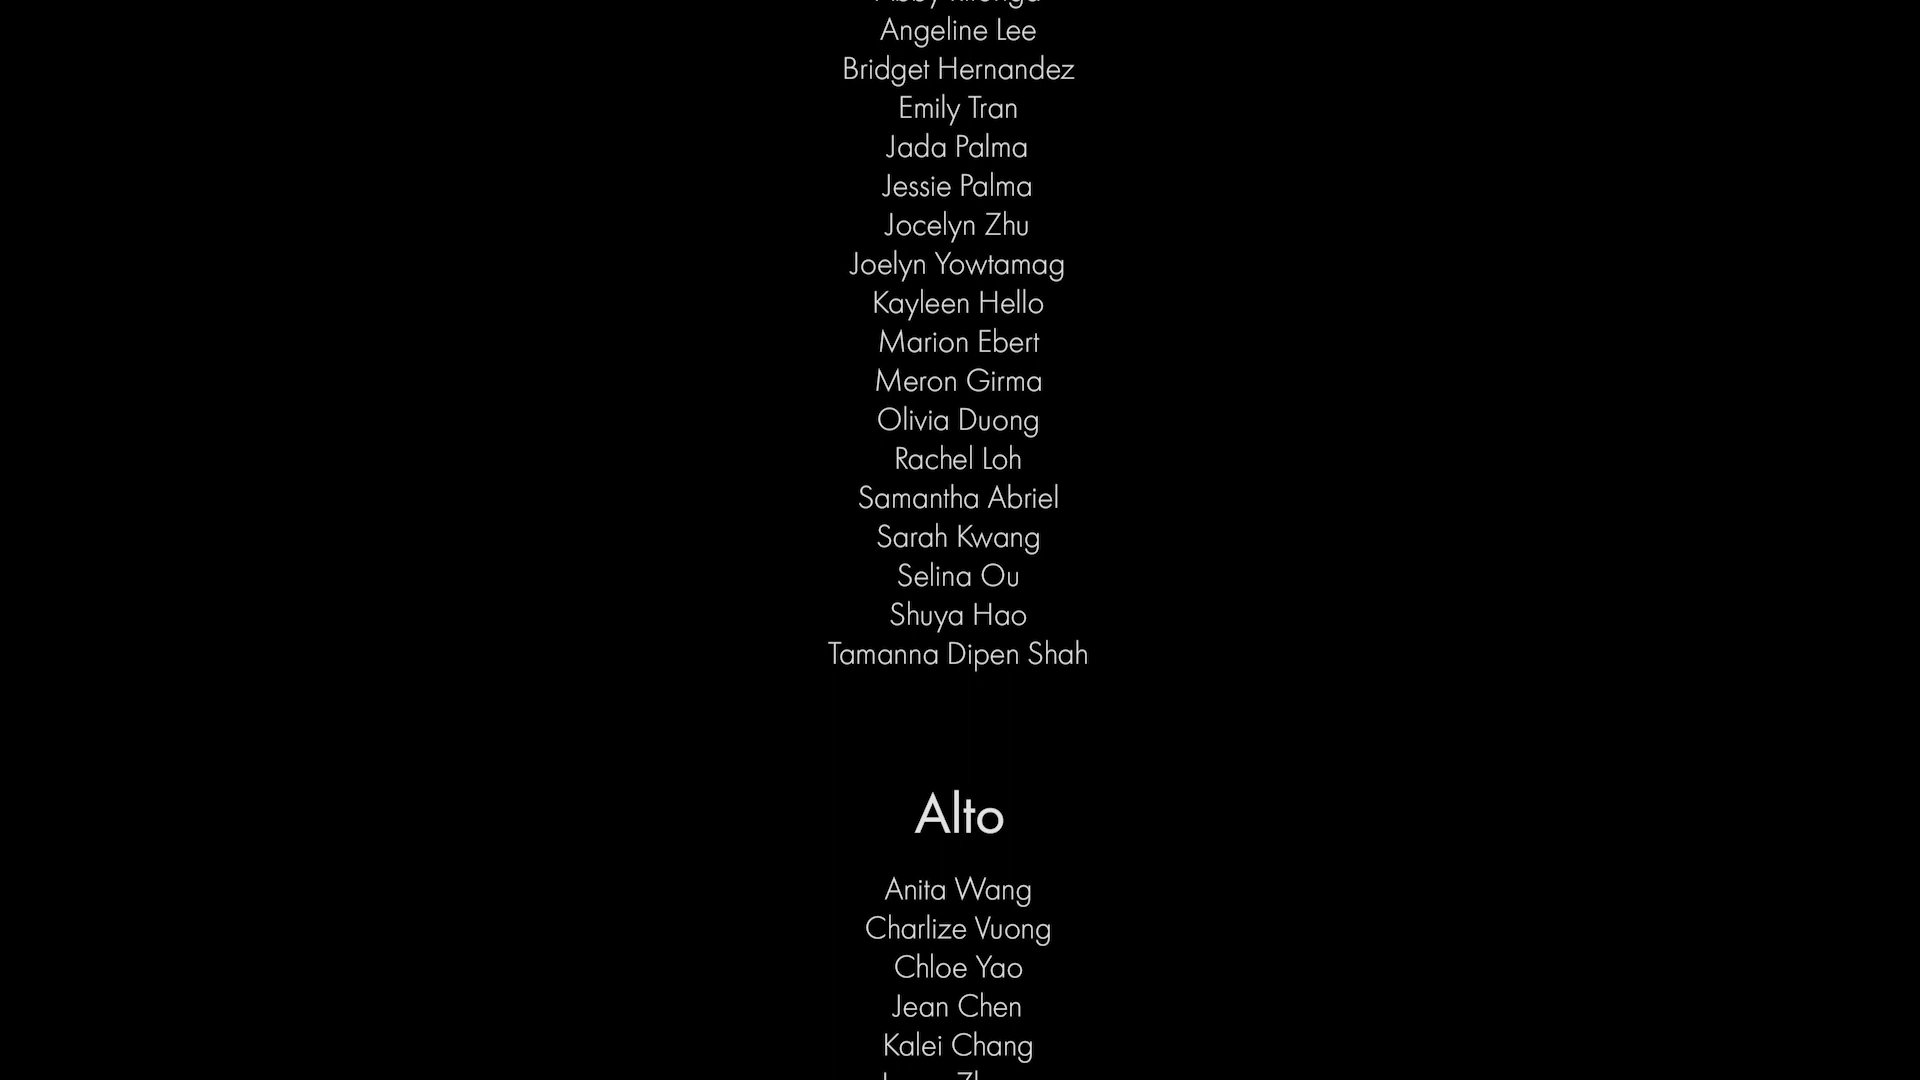 Angeline Lee
Bridget Hernandez
Emily Tran
Jada Palma
Jessie Palma
Jocelyn Zhu
Joelyn Yowtamag
Kayleen Hello
Marion Ebert
Meron Girma
Olivia Duong
Rachel Loh
Samantha Abriel
Sarah Kwang
Selina Ou
Shuya Hao
Tamanna Dipen Shah
Alto
Anita Wang
Charlize Vuong
Chloe Yao
Jean Chen
Kalei Chang